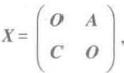 X = ( O A
C O ),